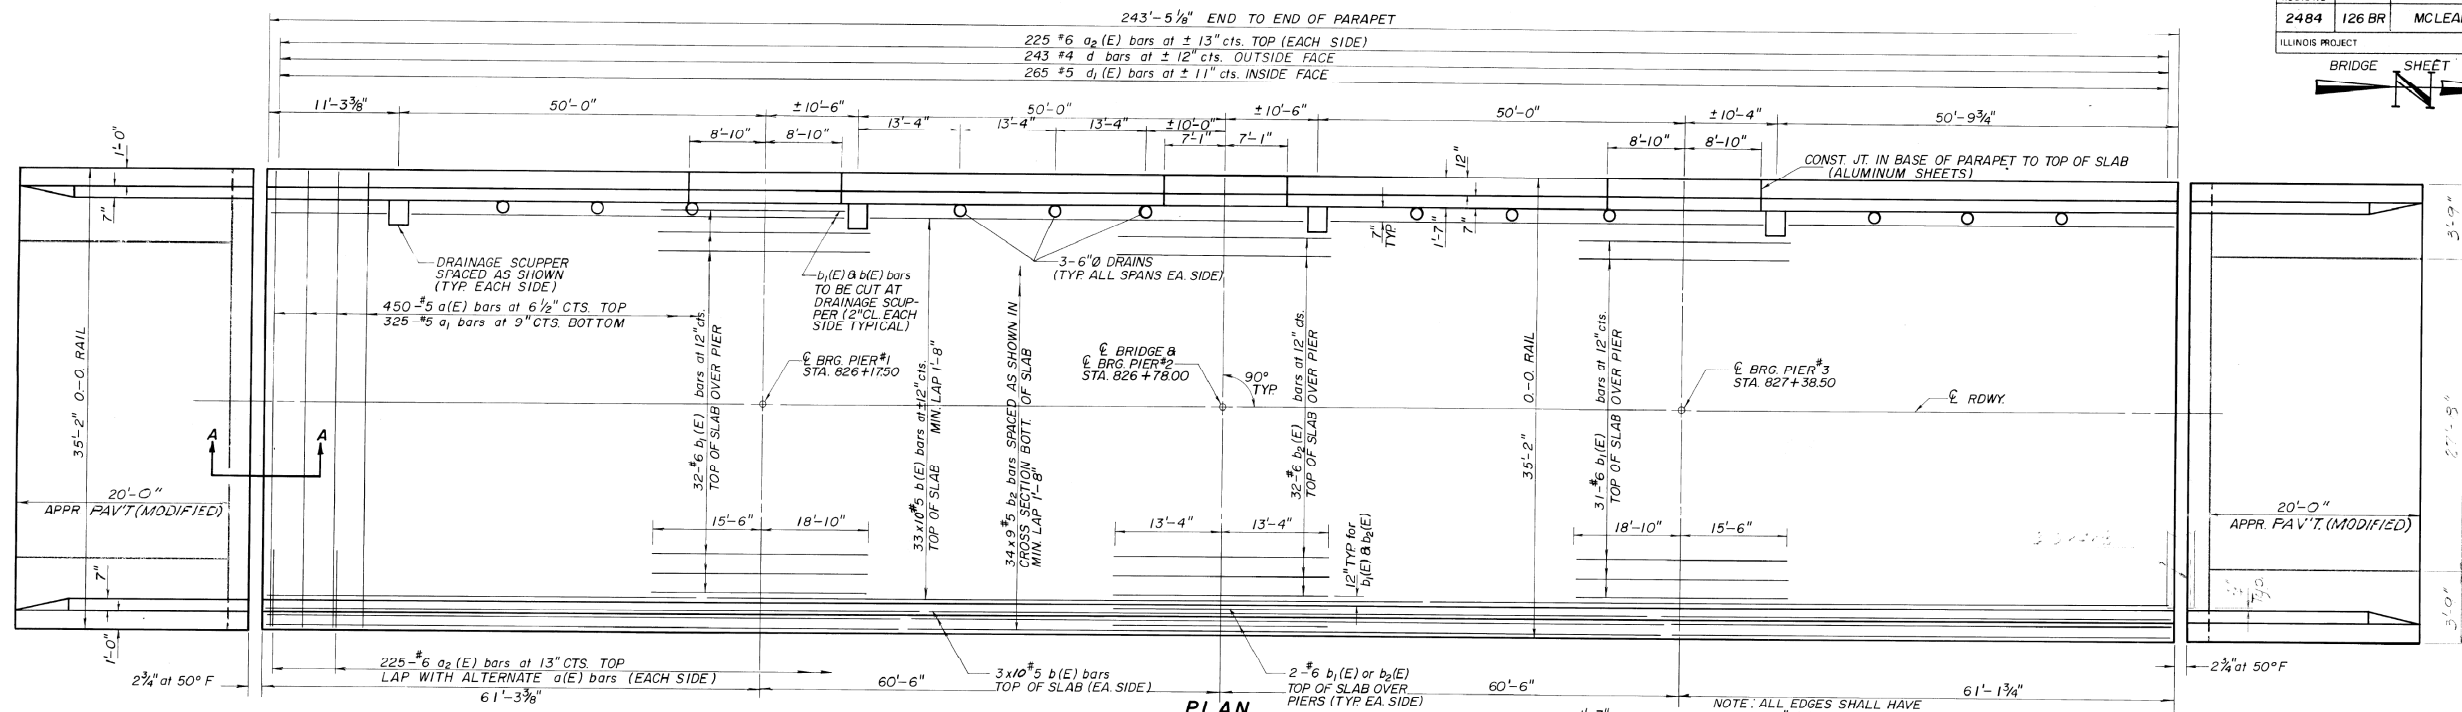 243'-5 1/8" END TO END OF PARAPET
225 #6 a2 (E) bars at ± 13" cts. TOP (EACH SIDE)
243 #4 d bars at ± 12" cts. OUTSIDE FACE
265 #5 d1 (E) bars at ± 11" cts. INSIDE FACE
2484 126 BR
ILLINOIS PROJECT
BRIDGE SHEET
N
11'-3 3/8"
50'-0"
±10'-6"
50'-0"
±10'-6"
50'-0"
±10'-4"
50'-9 3/4"
13'-4"
13'-4"
13'-4"
±10'-0"
8'-10"
8'-10"
7'-1"
7'-1"
8'-10"
8'-10"
1'-0"
7"
12"
7"
TYP.
1'-7"
7"
CONST. JT. IN BASE OF PARAPET TO TOP OF SLAB
(ALUMINUM SHEETS)
DRAINAGE SCUPPER
SPACED AS SHOWN
(TYP. EACH SIDE)
450-#5 a(E) bars at 6 1/2" CTS. TOP
325-#5 a1 bars at 9" CTS. BOTTOM
b1(E) & b(E) bars
TO BE CUT AT
DRAINAGE SCUP-
PER (2"CL. EACH
SIDE TYPICAL)
3-6"Ø DRAINS
(TYP. ALL SPANS EA. SIDE)
35'-2" O.-O. RAIL
32-#6 b1(E) bars at 12" cts.
TOP OF SLAB OVER PIER
℄ BRG. PIER #1
STA. 826+17.50
33x10 #5 b(E) bars at ±12" cts.
TOP OF SLAB MIN. LAP 1'-8"
34x9 #5 b2 bars SPACED AS SHOWN IN
CROSS SECTION BOTT. OF SLAB
MIN. LAP 1'-8"
℄ BRIDGE &
℄ BRG. PIER #2
STA. 826+78.00
90°
TYP.
32-#6 b2(E) bars at 12" cts.
TOP OF SLAB OVER PIER
35'-2" O.-O. RAIL
31-#6 b1(E) bars at 12" cts.
TOP OF SLAB OVER PIER
℄ BRG. PIER #3
STA. 827+38.50
℄ RDWY.
A A
20'-0"
APPR. PAV'T. (MODIFIED)
15'-6"
18'-10"
13'-4"
13'-4"
12" TYP. for
b1(E) & b2(E)
18'-10"
15'-6"
20'-0"
APPR. PAV'T. (MODIFIED)
3'-9"
3'-9"
7"
1'-0"
225-#6 a2 (E) bars at 13" CTS. TOP
LAP WITH ALTERNATE a(E) bars (EACH SIDE)
3x10 #5 b(E) bars
TOP OF SLAB (EA. SIDE)
2-#6 b1(E) or b2(E)
TOP OF SLAB OVER
PIERS (TYP. EA. SIDE)
2 3/4" at 50° F
61'-3 3/8"
60'-6"
60'-6"
61'-1 3/4"
2 3/4" at 50° F
PLAN
NOTE: ALL EDGES SHALL HAVE